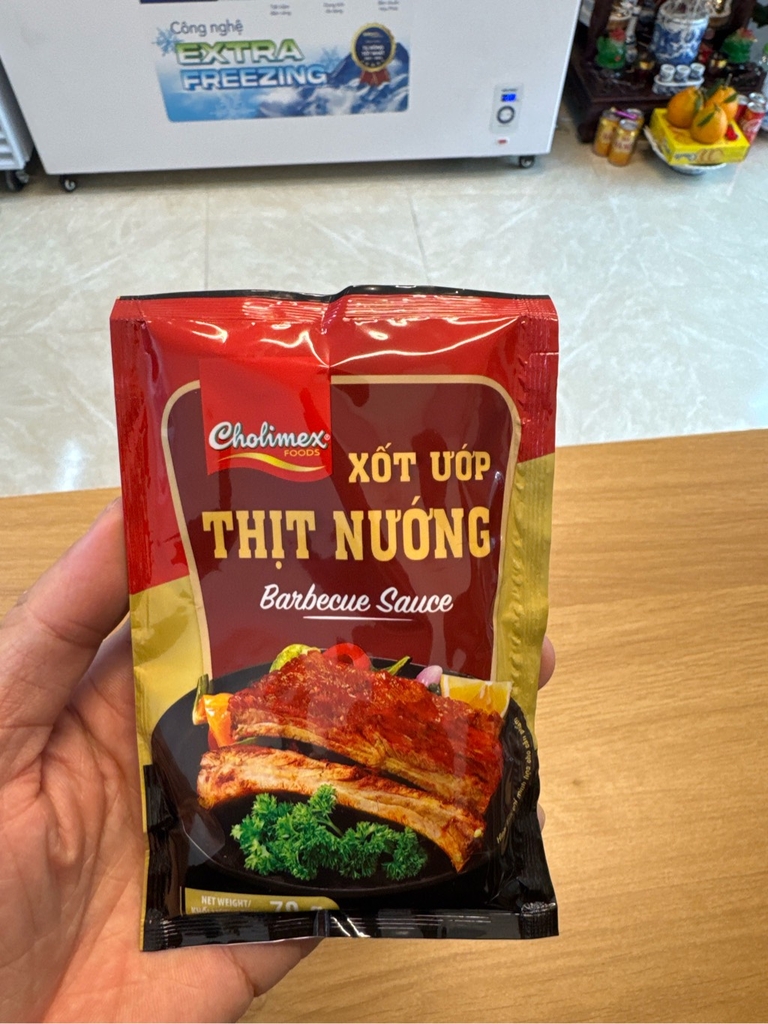 Công nghệ
EXTRA
FREEZING
Cholimex®
FOODS
XỐT ƯỚP
THỊT NƯỚNG
Barbecue Sauce
NET WEIGHT/